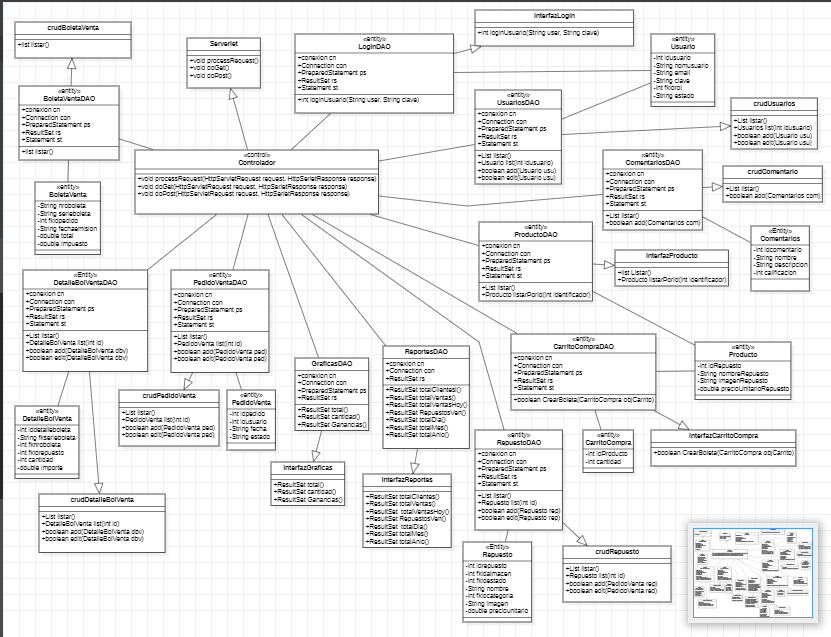 crudBoletaVenta
+list listar()
Serverlet
+void processRequest()
+void doGet()
+void doPost()
«entity»
LoginDAO
+conexion cn
+Connection con
+PreparedStatement ps
+ResultSet rs
+Statement st
+int loginUsuario(String user, String clave)
InterfazLogin
+int loginUsuario(String user, String clave)
«entity»
Usuario
-int idusuario
-String nomusuario
-String email
-String clave
-int fkidrol
-String estado
«entity»
BoletaVentaDAO
+conexion cn
+Connection con
+PreparedStatement ps
+ResultSet rs
+Statement st
+list listar()
«entity»
UsuariosDAO
+conexion cn
+Connection con
+PreparedStatement ps
+ResultSet rs
+Statement st
+List listar()
+Usuario list(int idusuario)
+boolean add(Usuario usu)
+boolean edit(Usuario usu)
crudUsuarios
+List listar()
+Usuarios list(int idusuario)
+boolean add(Usuario usu)
+boolean edit(Usuario usu)
«control»
Controlador
+void processRequest(HttpServletRequest request, HttpSerletResponse response)
+void doGet(HttpServletRequest request, HttpSerletResponse response)
+void doPost(HttpServletRequest request, HttpSerletResponse response)
«entity»
ComentariosDAO
+conexion cn
+Connection con
+PreparedStatement ps
+ResultSet rs
+Statement st
+List listar()
+boolean add(Comentarios com)
crudComentario
+List listar()
+boolean add(Comentarios com)
«entity»
BoletaVenta
-String nroboleta
-String serieboleta
-int fkidpedido
-String fechaemision
-double total
-double impuesto
«entity»
ProductoDAO
+conexion cn
+Connection con
+PreparedStatement ps
+ResultSet rs
+Statement st
+List listar()
+Producto listarPorId(int identificador)
InterfazProducto
+list Listar()
+Producto listarPorId(int identificador)
«Entity»
Comentarios
-int idcomentario
-String nombre
-String descripcion
-int calificacion
«Entity»
DetalleBolVentaDAO
+conexion cn
+Connection con
+PreparedStatement ps
+ResultSet rs
+Statement st
+List listar()
+DetalleBolVenta list(int id)
+boolean add(DetalleBolVenta dbv)
+boolean edit(DetalleBolVenta dbv)
«entity»
PedidoVentaDAO
+conexion cn
+Connection con
+PreparedStatement ps
+ResultSet rs
+Statement st
+List listar()
+PedidoVenta list(int id)
+boolean add(PedidoVenta ped)
+boolean edit(PedidoVenta ped)
GraficasDAO
+conexion cn
+Connection con
+PreparedStatement ps
+ResultSet rs
+ResultSet total()
+ResultSet cantidad()
+ResultSet Ganancias()
ReportesDAO
+conexion cn
+Connection con
+ResultSet rs
+ResultSet totalClientes()
+ResultSet totalVentas()
+ResultSet totalVentasHoy()
+ResultSet RepuestosVen()
+ResultSet totalDia()
+ResultSet totalMes()
+ResultSet totalAnio()
«entity»
CarritoCompraDAO
+conexion cn
+Connection con
+PreparedStatement ps
+ResultSet rs
+Statement st
+boolean CrearBoleta(CarritoCompra objCarrito)
«entity»
Producto
-int idRepuesto
-String nombreRepuesto
-String imagenRepuesto
-double precioUnitarioRepuesto
«entity»
DetalleBolVenta
-int iddetalleboleta
-String fkserieboleta
-int fknroboleta
-int fkidrepuesto
-int cantidad
-double importe
crudPedidoVenta
+List listar()
+PedidoVenta list(int id)
+boolean add(PedidoVenta ped)
+boolean edit(PedidoVenta ped)
«entity»
PedidoVenta
-int idpedido
-int idusuario
-String fecha
-String estado
InterfazGraficas
+ResultSet total()
+ResultSet cantidad()
+ResultSet Ganancias()
InterfazReportes
+ResultSet totalClientes()
+ResultSet totalVentas()
+ResultSet totalVentasHoy()
+ResultSet RepuestosVen()
+ResultSet totalDia()
+ResultSet totalMes()
+ResultSet totalAnio()
«entity»
RepuestoDAO
+conexion cn
+Connection con
+PreparedStatement ps
+ResultSet rs
+Statement st
+List listar()
+Repuesto list(int id)
+boolean add(Repuesto rep)
+boolean edit(Repuesto rep)
«entity»
CarritoCompra
-int idProducto
-int cantidad
InterfazCarritoCompra
+boolean CrearBoleta(CarritoCompra objCarrito)
crudDetalleBolVenta
+List listar()
+DetalleBolVenta list(int id)
+boolean add(DetalleBolVenta dbv)
+boolean edit(DetalleBolVenta dbv)
«Entity»
Repuesto
-int idrepuesto
-int fkidalmacen
-int fkidestado
-String nombre
-int fkidcategoria
-String imagen
-double preciounitario
crudRepuesto
+List listar()
+Repuesto list(int id)
+boolean add(PedidoVenta rep)
+boolean edit(PedidoVenta rep)